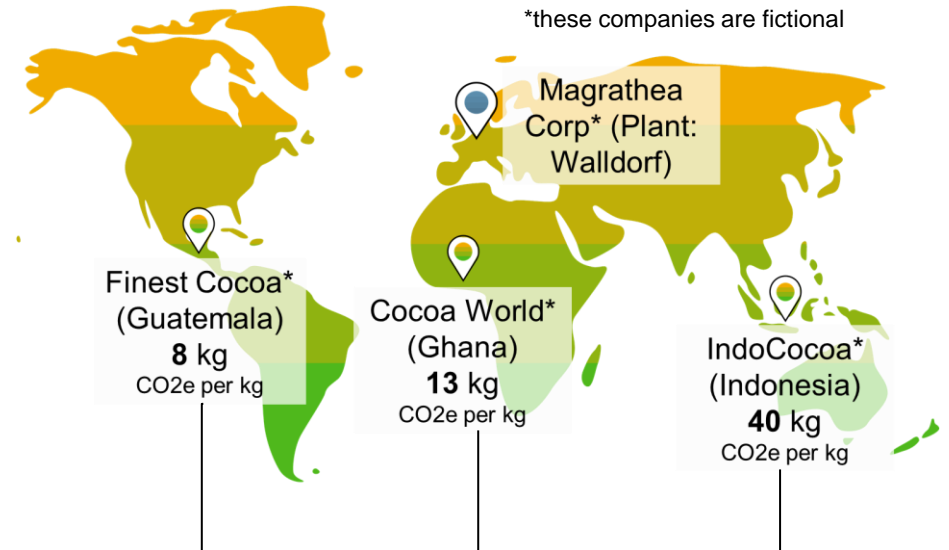 *these companies are fictional
Magrathea
Corp* (Plant:
Walldorf)
Finest Cocoa*
(Guatemala)
8 kg
CO2e per kg
Cocoa World*
(Ghana)
13 kg
CO2e per kg
IndoCocoa*
(Indonesia)
40 kg
CO2e per kg